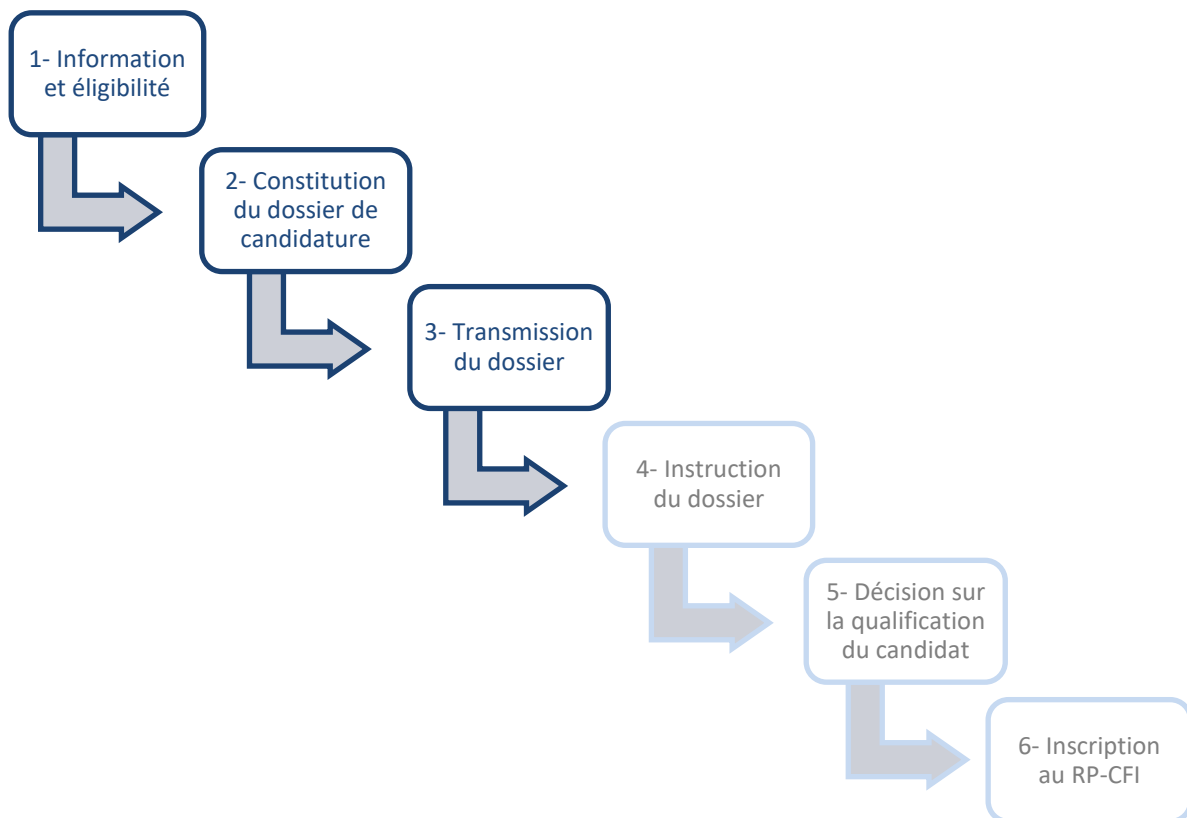 1- Information
et éligibilité
2- Constitution
du dossier de
candidature
3- Transmission
du dossier
4- Instruction
du dossier
5- Décision sur
la qualification
du candidat
6- Inscription
au RP-CFI